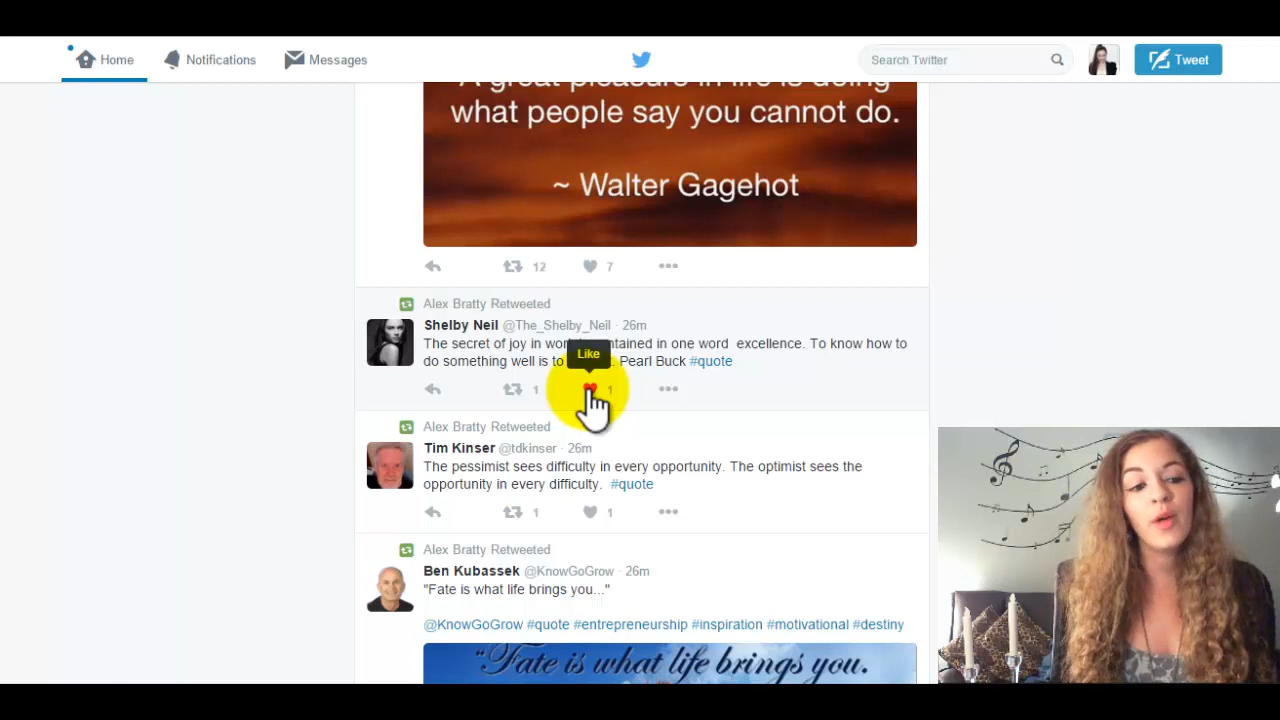 Home Notifications Messages Search Twitter Tweet
A great pleasure in life is doing
what people say you cannot do.
~ Walter Gagehot
12 7
Alex Bratty Retweeted
Shelby Neil @The_Shelby_Neil · 26m
The secret of joy in work contained in one word excellence. To know how to
Like
do something well is to Pearl Buck #quote
1 1
Alex Bratty Retweeted
Tim Kinser @tdkinser · 26m
The pessimist sees difficulty in every opportunity. The optimist sees the
opportunity in every difficulty. #quote
1 1
Alex Bratty Retweeted
Ben Kubassek @KnowGoGrow · 26m
"Fate is what life brings you..."
@KnowGoGrow #quote #entrepreneurship #inspiration #motivational #destiny
"Fate is what life brings you.